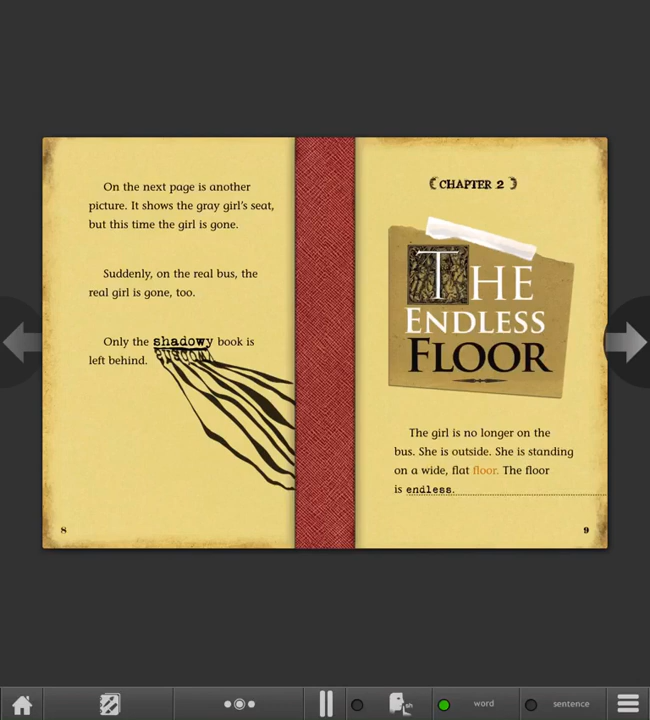 On the next page is another
picture. It shows the gray girl's seat,
but this time the girl is gone.
Suddenly, on the real bus, the
real girl is gone, too.
Only the shadowy book is
left behind.
8
CHAPTER 2
THE
ENDLESS
FLOOR
The girl is no longer on the
bus. She is outside. She is standing
on a wide, flat floor. The floor
is endless.
9
sh
word
sentence